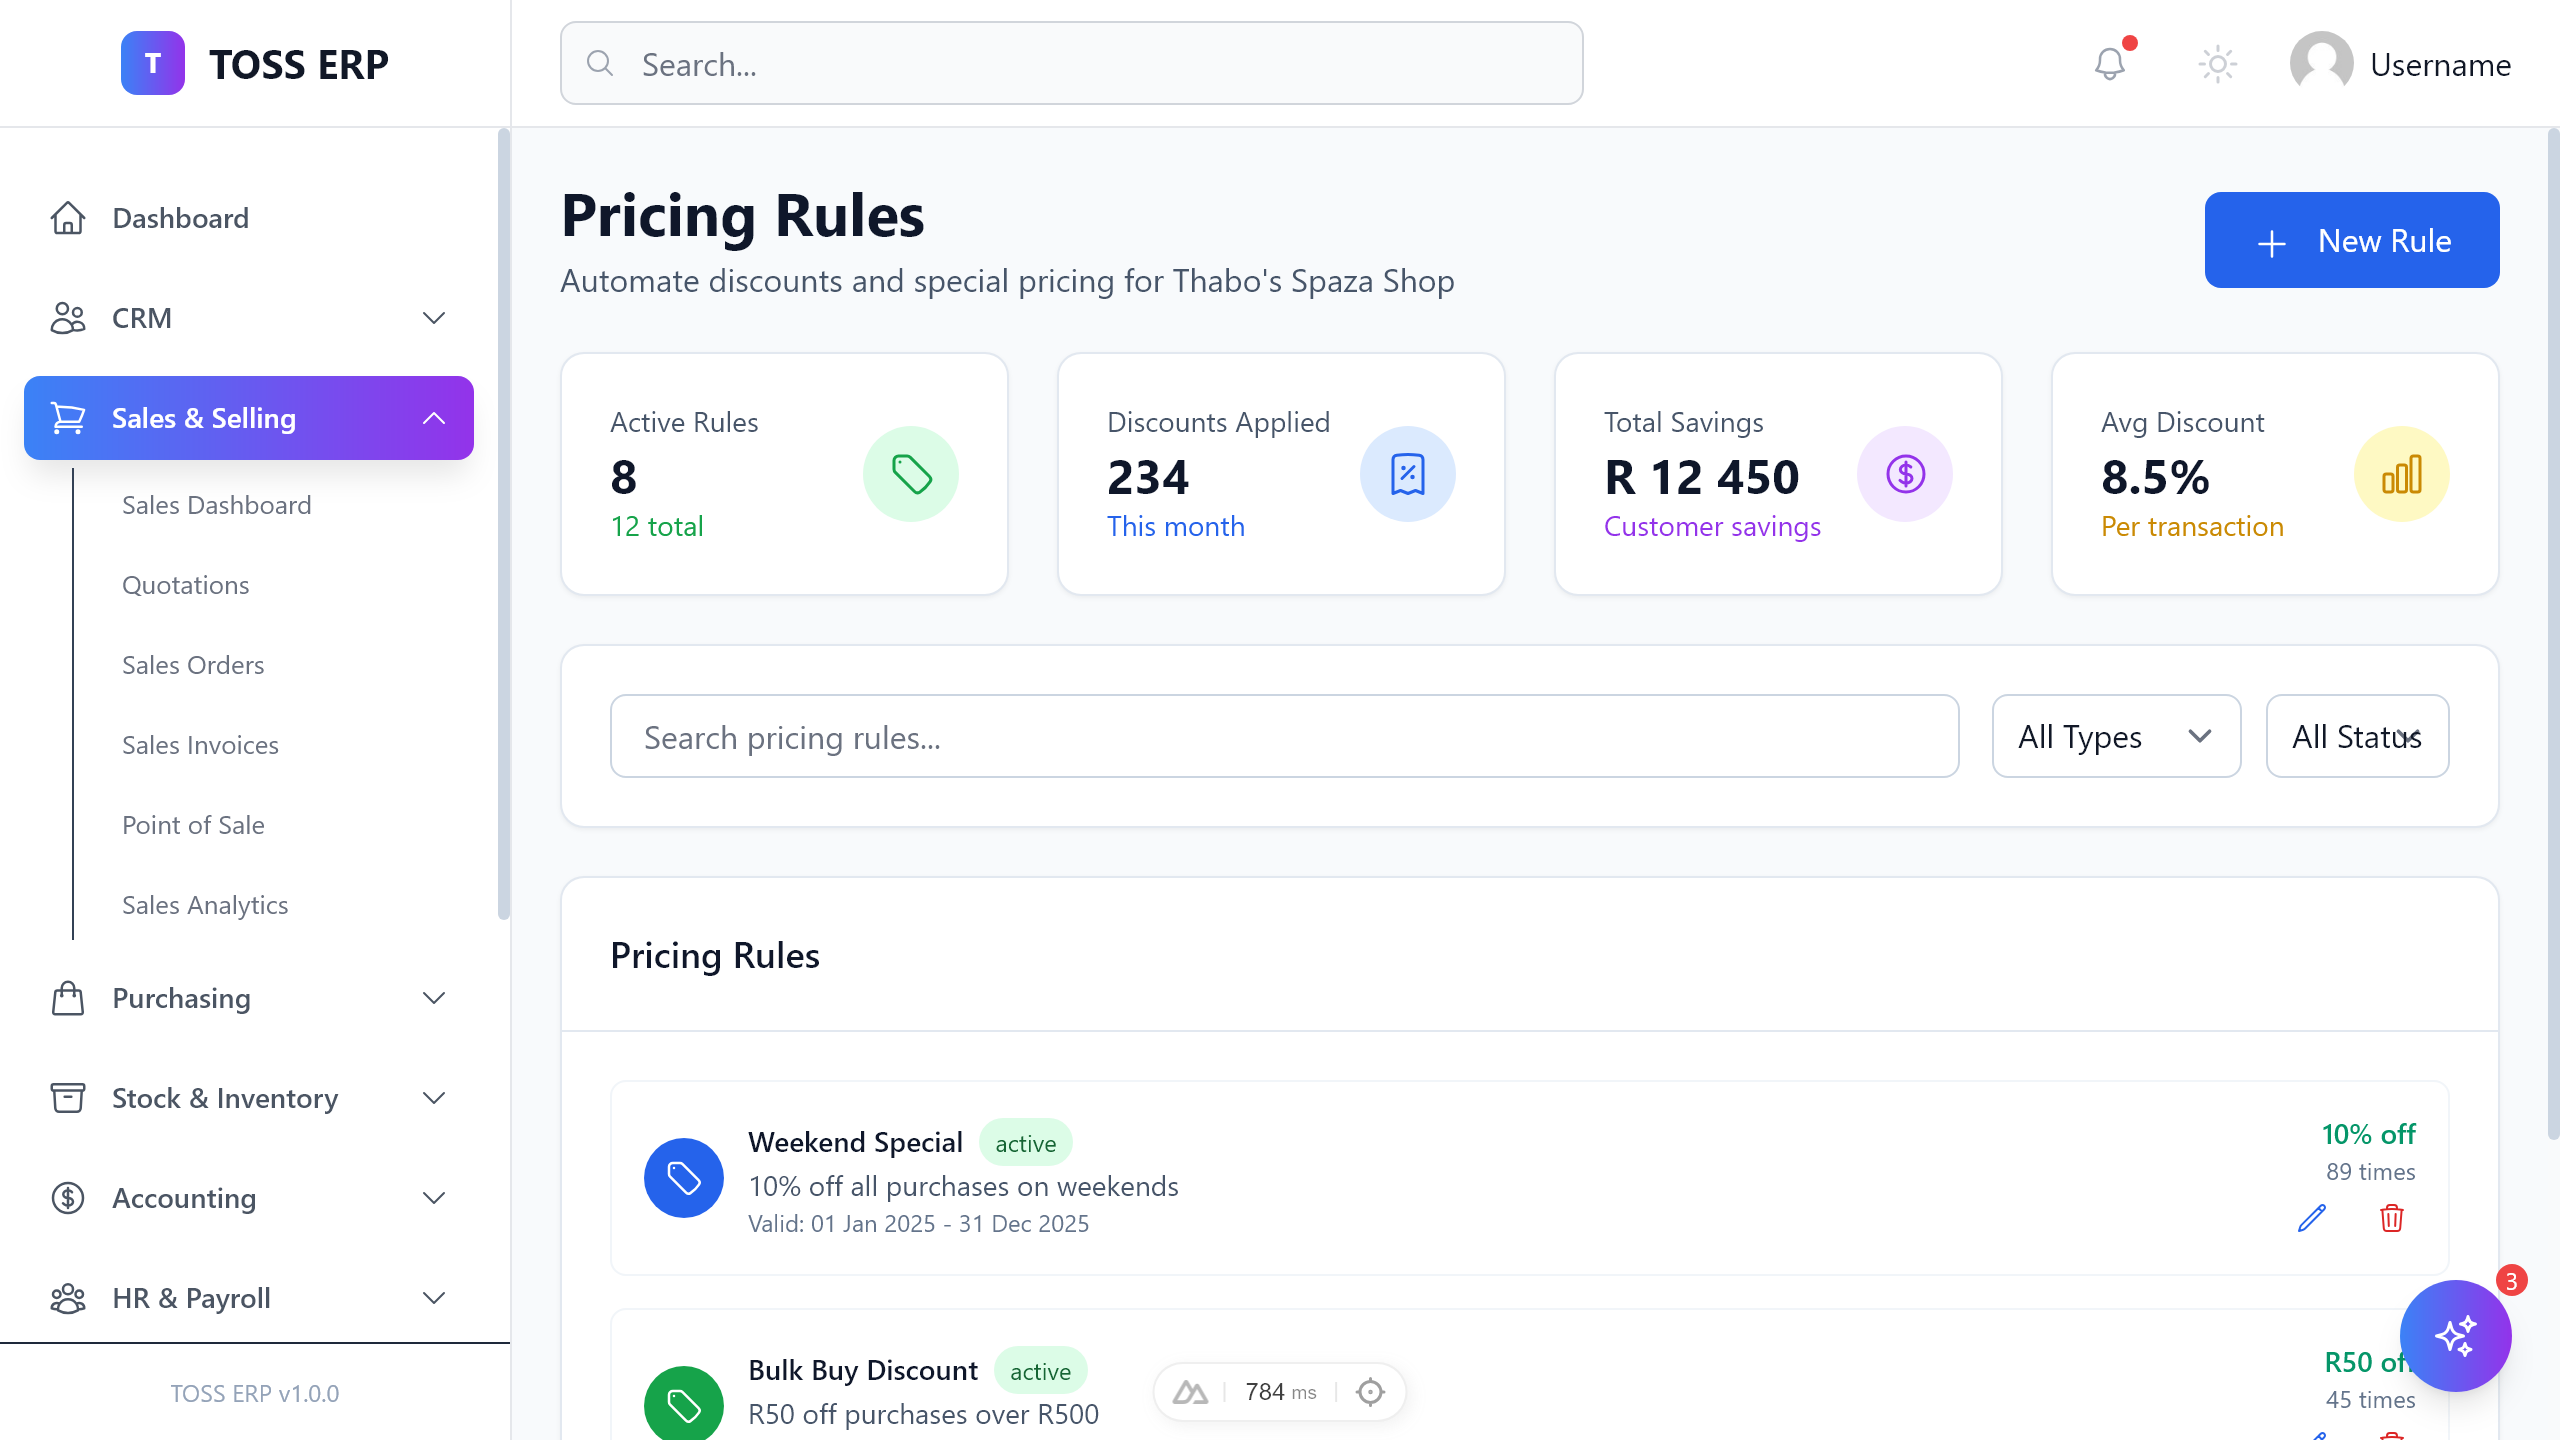 T
TOSS ERP
Search...
Username
Dashboard
CRM
Sales & Selling
Sales Dashboard
Quotations
Sales Orders
Sales Invoices
Point of Sale
Sales Analytics
Purchasing
Stock & Inventory
Accounting
HR & Payroll
TOSS ERP v1.0.0
Pricing Rules
Automate discounts and special pricing for Thabo's Spaza Shop
New Rule
Active Rules
8
12 total
Discounts Applied
234
This month
Total Savings
R 12 450
Customer savings
Avg Discount
8.5%
Per transaction
Search pricing rules...
All Types
All Status
Pricing Rules
Weekend Special
active
10% off all purchases on weekends
Valid: 01 Jan 2025 - 31 Dec 2025
10% off
89 times
Bulk Buy Discount
active
R50 off purchases over R500
R50 off
45 times
3
784 ms